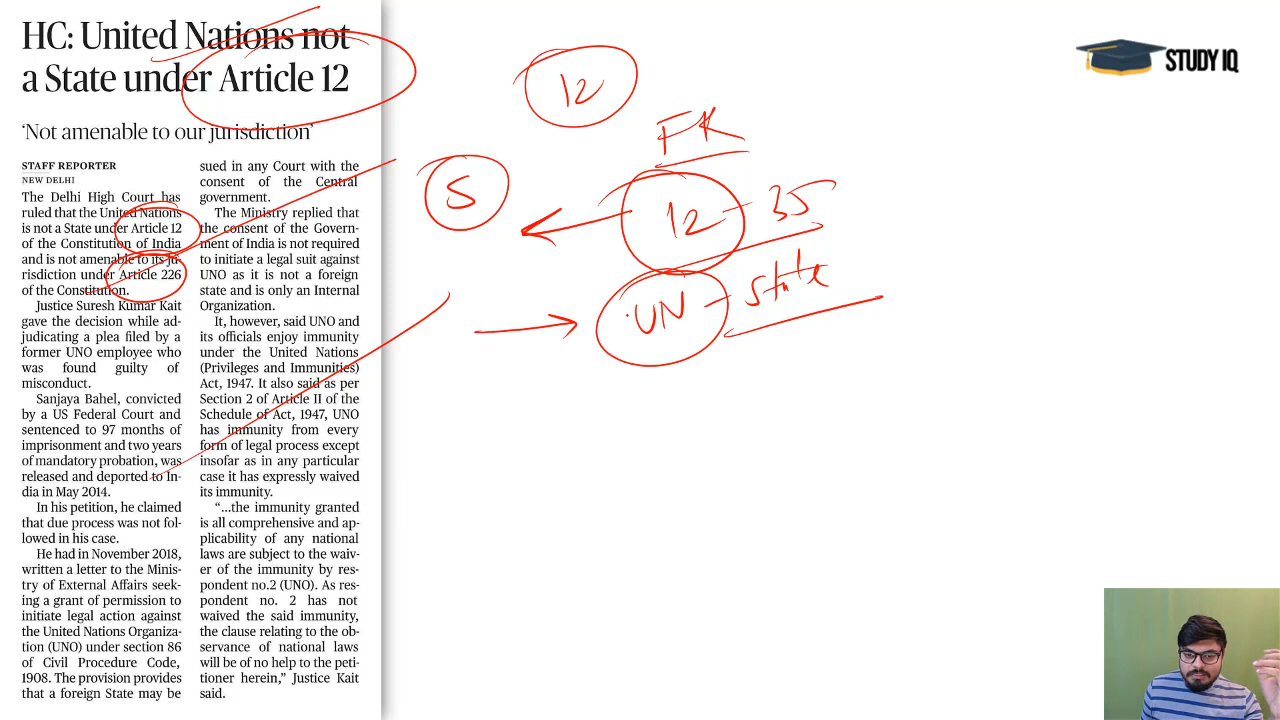 HC: United Nations not
a State under Article 12
‘Not amenable to our jurisdiction’
STAFF REPORTER
NEW DELHI
The Delhi High Court has
ruled that the United Nations
is not a State under Article 12
of the Constitution of India
and is not amenable to its ju-
risdiction under Article 226
of the Constitution.
Justice Suresh Kumar Kait
gave the decision while ad-
judicating a plea filed by a
former UNO employee who
was found guilty of
misconduct.
Sanjaya Bahel, convicted
by a US Federal Court and
sentenced to 97 months of
imprisonment and two years
of mandatory probation, was
released and deported to In-
dia in May 2014.
In his petition, he claimed
that due process was not fol-
lowed in his case.
He had in November 2018,
written a letter to the Minis-
try of External Affairs seek-
ing a grant of permission to
initiate legal action against
the United Nations Organiza-
tion (UNO) under section 86
of Civil Procedure Code,
1908. The provision provides
that a foreign State may be
sued in any Court with the
consent of the Central
government.
The Ministry replied that
the consent of the Govern-
ment of India is not required
to initiate a legal suit against
UNO as it is not a foreign
state and is only an Internal
Organization.
It, however, said UNO and
its officials enjoy immunity
under the United Nations
(Privileges and Immunities)
Act, 1947. It also said as per
Section 2 of Article II of the
Schedule of Act, 1947, UNO
has immunity from every
form of legal process except
insofar as in any particular
case it has expressly waived
its immunity.
“...the immunity granted
is all comprehensive and ap-
plicability of any national
laws are subject to the waiv-
er of the immunity by res-
pondent no.2 (UNO). As res-
pondent no. 2 has not
waived the said immunity,
the clause relating to the ob-
servance of national laws
will be of no help to the peti-
tioner herein,” Justice Kait
said.
12
FR
S
12 - 35
UN - State
STUDY IQ